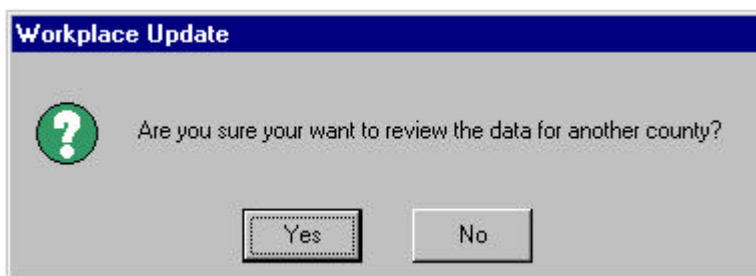 Workplace Update
Are you sure your want to review the data for another county?
Yes No